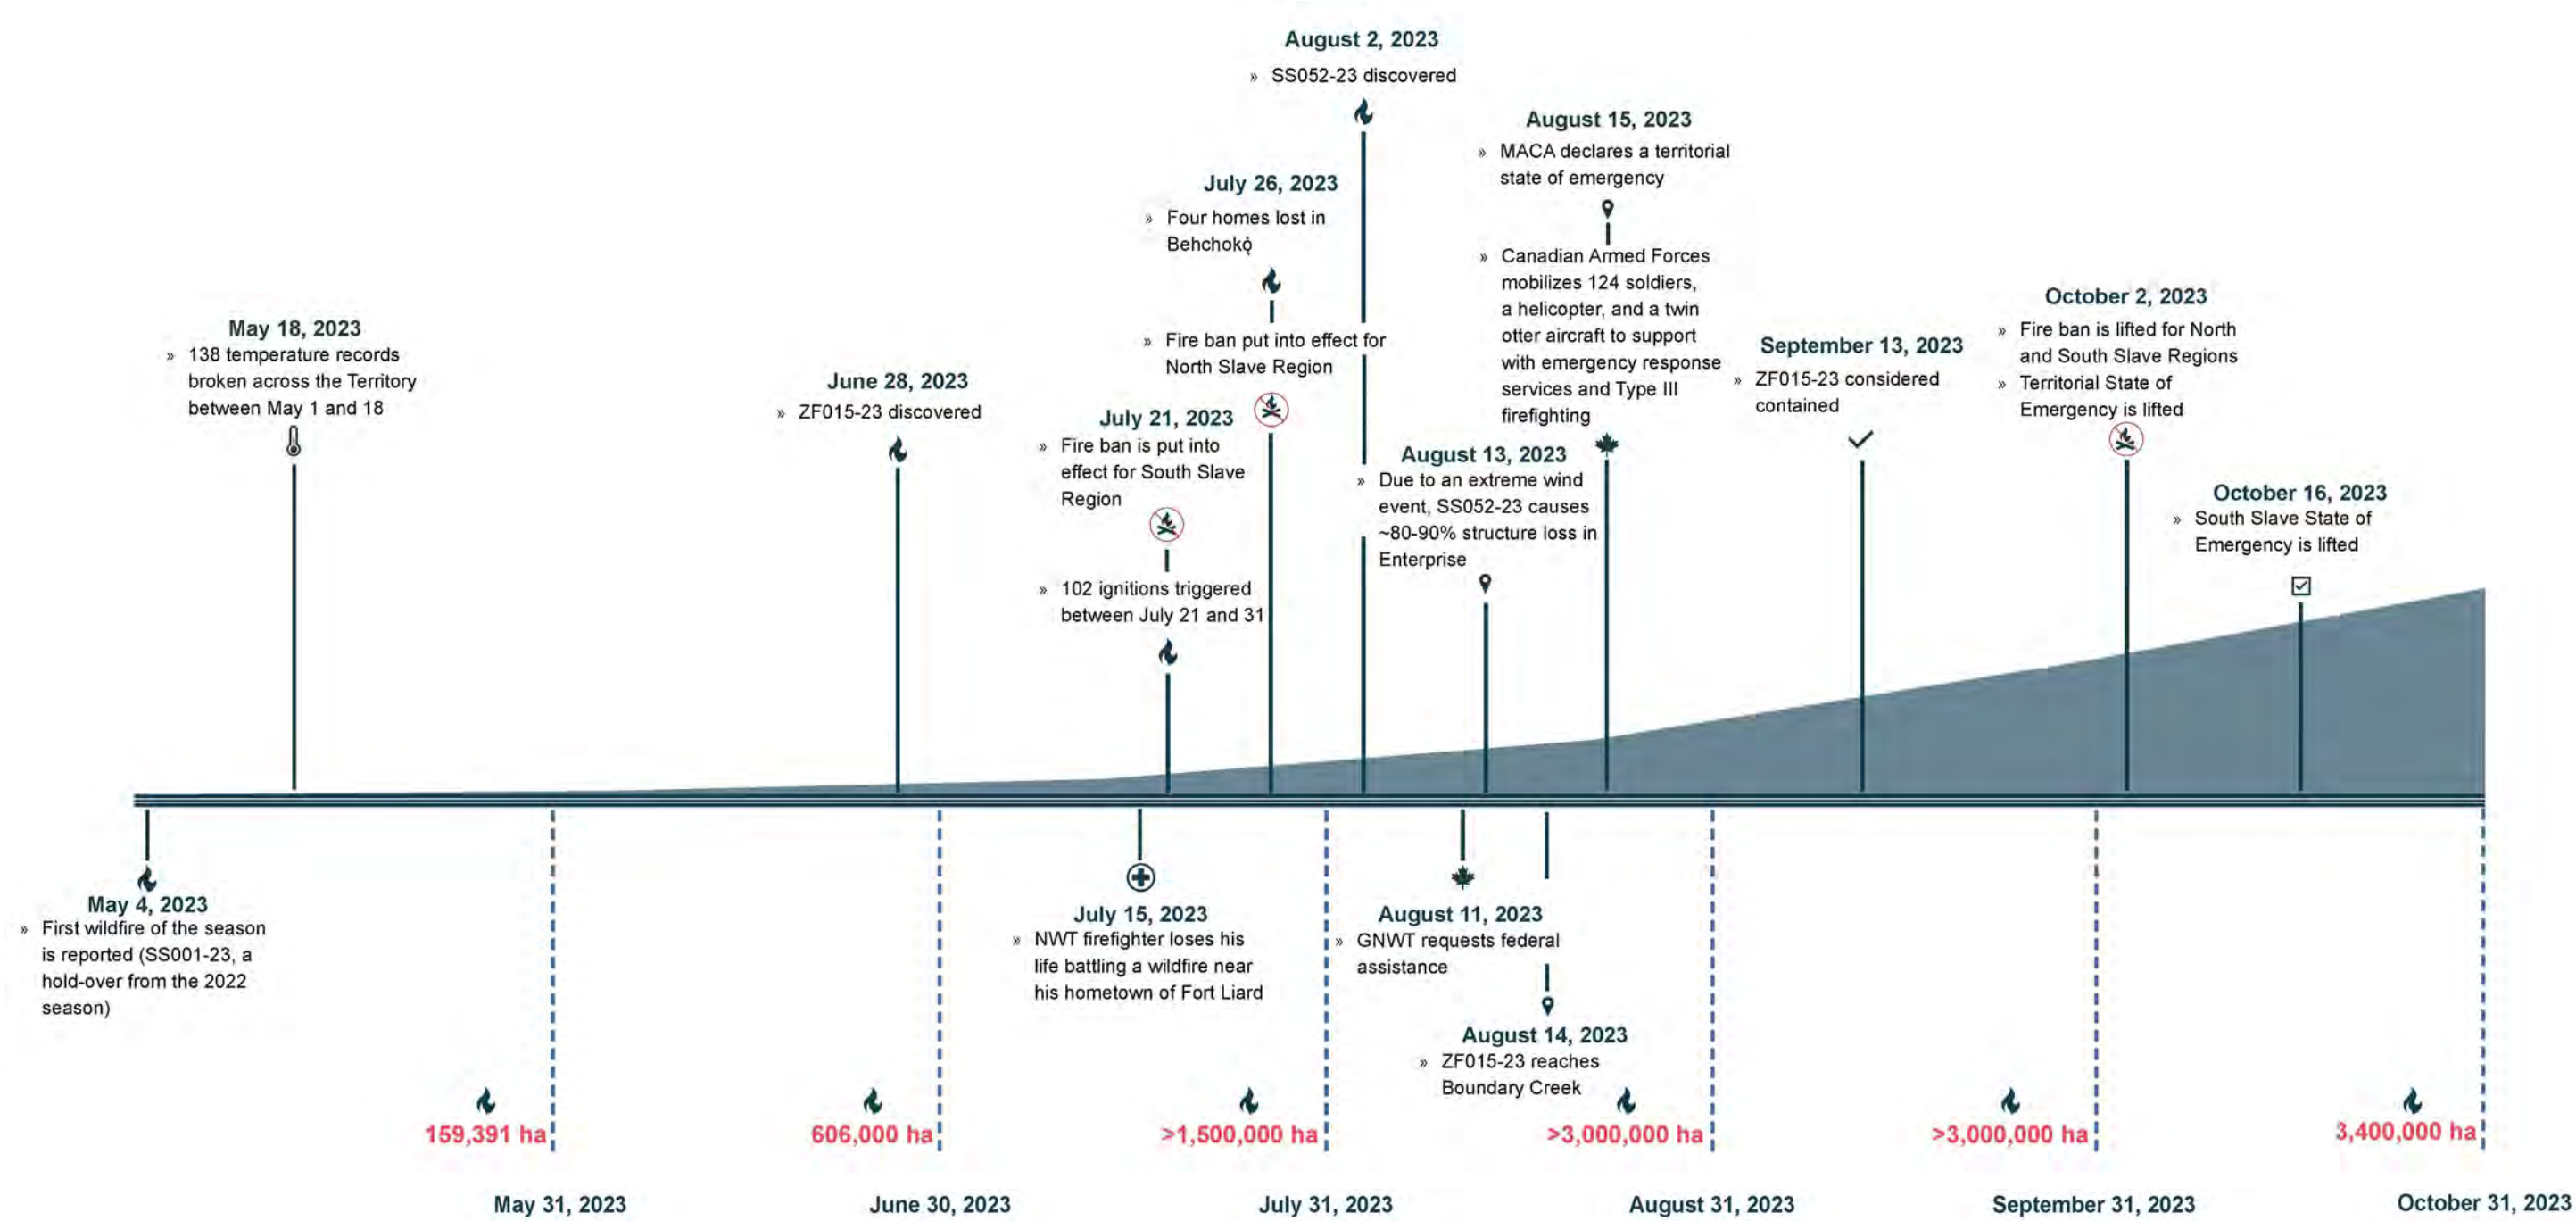 August 2, 2023
» SS052-23 discovered
August 15, 2023
» MACA declares a territorial
state of emergency
» Canadian Armed Forces
mobilizes 124 soldiers,
a helicopter, and a twin
otter aircraft to support
with emergency response
services and Type III
firefighting
July 26, 2023
» Four homes lost in
Behchokǫ̀
» Fire ban put into effect for
North Slave Region
May 18, 2023
» 138 temperature records
broken across the Territory
between May 1 and 18
June 28, 2023
» ZF015-23 discovered
July 21, 2023
» Fire ban is put into
effect for South Slave
Region
» 102 ignitions triggered
between July 21 and 31
August 13, 2023
» Due to an extreme wind
event, SS052-23 causes
~80-90% structure loss in
Enterprise
September 13, 2023
» ZF015-23 considered
contained
October 2, 2023
» Fire ban is lifted for North
and South Slave Regions
» Territorial State of
Emergency is lifted
October 16, 2023
» South Slave State of
Emergency is lifted
May 4, 2023
» First wildfire of the season
is reported (SS001-23, a
hold-over from the 2022
season)
July 15, 2023
» NWT firefighter loses his
life battling a wildfire near
his hometown of Fort Liard
August 11, 2023
» GNWT requests federal
assistance
August 14, 2023
» ZF015-23 reaches
Boundary Creek
159,391 ha
606,000 ha
>1,500,000 ha
>3,000,000 ha
>3,000,000 ha
3,400,000 ha
May 31, 2023
June 30, 2023
July 31, 2023
August 31, 2023
September 31, 2023
October 31, 2023